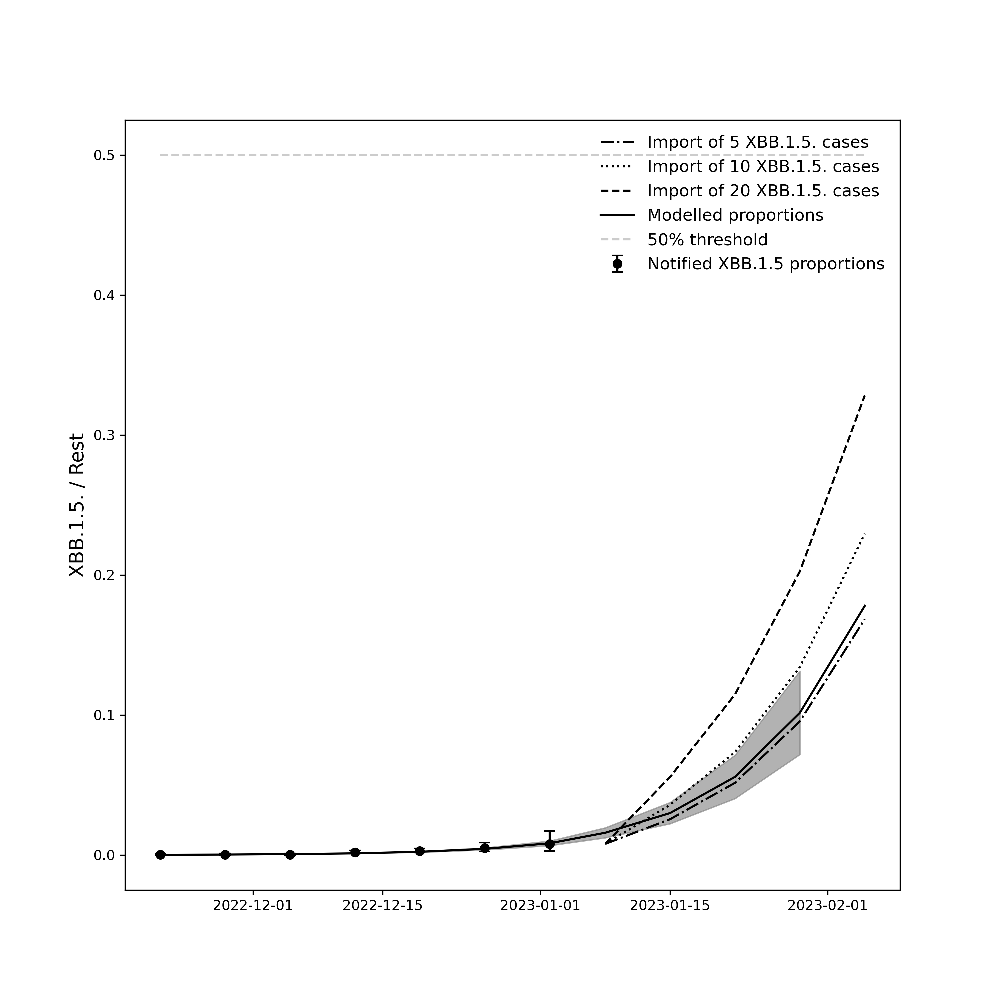 Import of 5 XBB.1.5. cases
Import of 10 XBB.1.5. cases
Import of 20 XBB.1.5. cases
Modelled proportions
50% threshold
Notified XBB.1.5 proportions
XBB.1.5. / Rest
0.5
0.4
0.3
0.2
0.1
0.0
2022-12-01
2022-12-15
2023-01-01
2023-01-15
2023-02-01